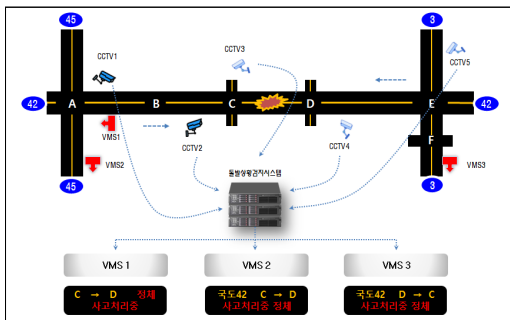 45
3
CCTV1
CCTV3
CCTV5
42
A
B
C
D
E
42
VMS1
CCTV2
CCTV4
F
VMS2
VMS3
45
3
돌발상황검지시스템
VMS 1
VMS 2
VMS 3
C → D 정체
사고처리중
국도42 C → D
사고처리중 정체
국도42 D → C
사고처리중 정체